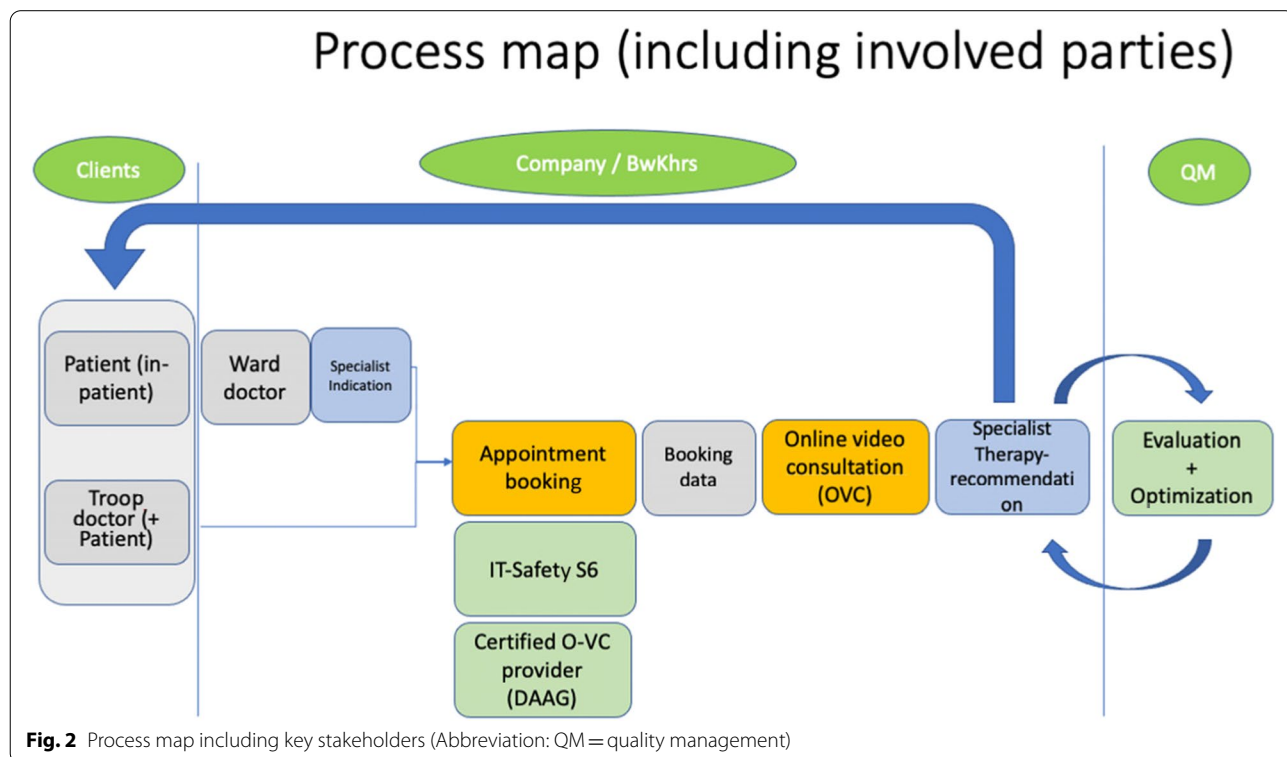 Process map (including involved parties)
Clients
Company / BwKhrs
QM
Patient (in-
patient)
Ward
doctor
Specialist
Indication
Troop
doctor (+
Patient)
Appointment
booking
Booking
data
Online video
consultation
(OVC)
Specialist
Therapy-
recommendati
on
Evaluation
+
Optimization
IT-Safety S6
Certified O-VC
provider
(DAAG)
Fig. 2 Process map including key stakeholders (Abbreviation: QM = quality management)